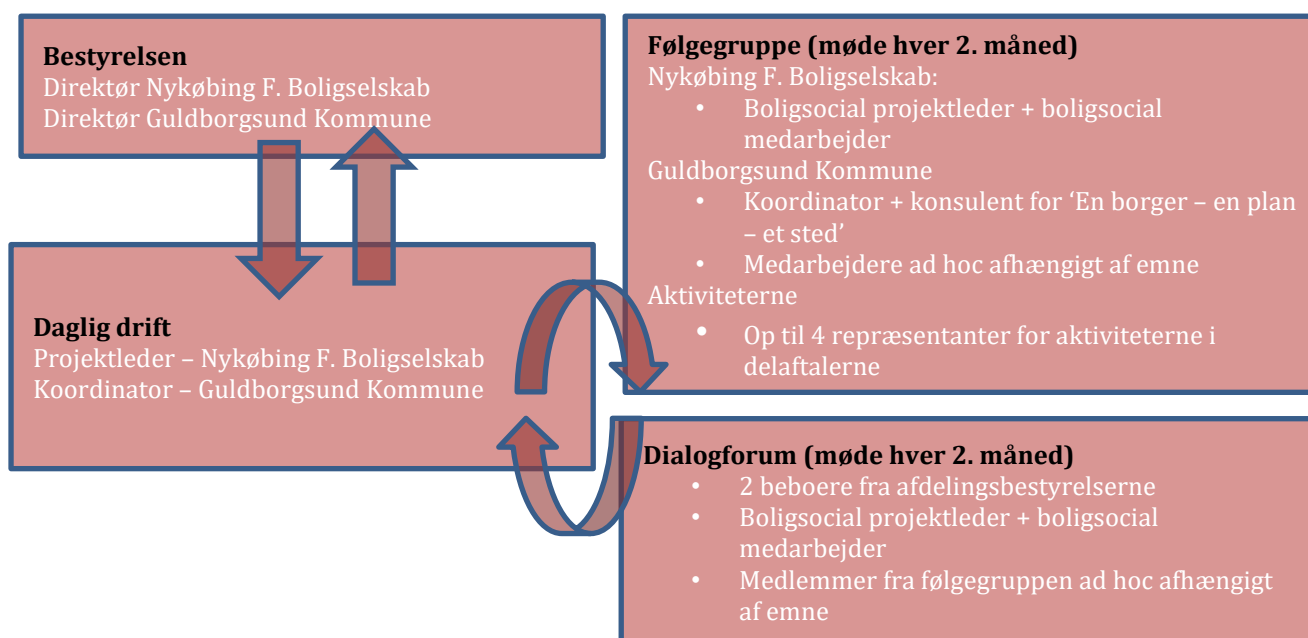 Bestyrelsen
Direktør Nykøbing F. Boligselskab
Direktør Guldborgsund Kommune
Daglig drift
Projektleder – Nykøbing F. Boligselskab
Koordinator – Guldborgsund Kommune
Følgegruppe (møde hver 2. måned)
Nykøbing F. Boligselskab:
• Boligsocial projektleder + boligsocial
medarbejder
Guldborgsund Kommune
• Koordinator + konsulent for ‘En borger – en plan
– et sted’
• Medarbejdere ad hoc afhængigt af emne
Aktiviteterne
• Op til 4 repræsentanter for aktiviteterne i
delaftalerne
Dialogforum (møde hver 2. måned)
• 2 beboere fra afdelingsbestyrelserne
• Boligsocial projektleder + boligsocial
medarbejder
• Medlemmer fra følgegruppen ad hoc afhængigt
af emne